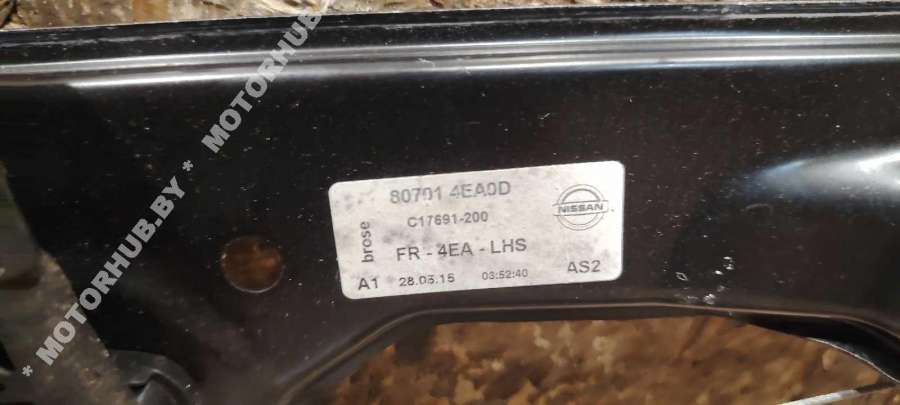 * MOTORHUB.BY * MOTORHUB
80701 4EA0D
C17691-200
NISSAN
brose
FR - 4EA - LHS
A1 28.05.15 03:52:40 AS2